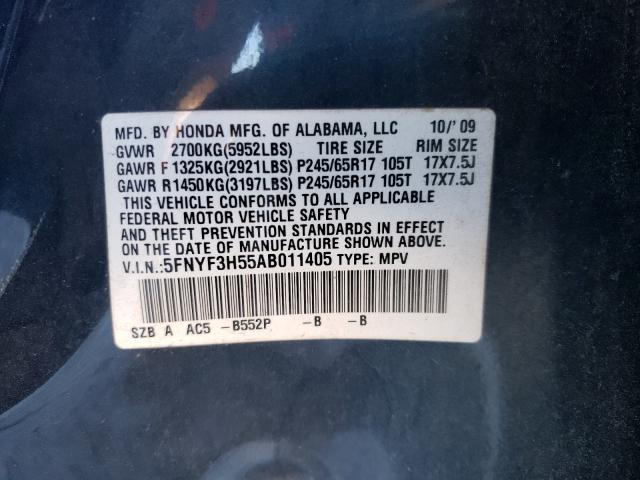 MFD. BY HONDA MFG. OF ALABAMA, LLC 10/'09
GVWR 2700KG(5952LBS) TIRE SIZE RIM SIZE
GAWR F 1325KG(2921LBS) P245/65R17 105T 17X7.5J
GAWR R 1450KG(3197LBS) P245/65R17 105T 17X7.5J
THIS VEHICLE CONFORMS TO ALL APPLICABLE
FEDERAL MOTOR VEHICLE SAFETY
AND THEFT PREVENTION STANDARDS IN EFFECT
ON THE DATE OF MANUFACTURE SHOWN ABOVE.
V.I.N.:5FNYF3H55AB011405 TYPE: MPV
SZB A AC5 -B552P -B -B